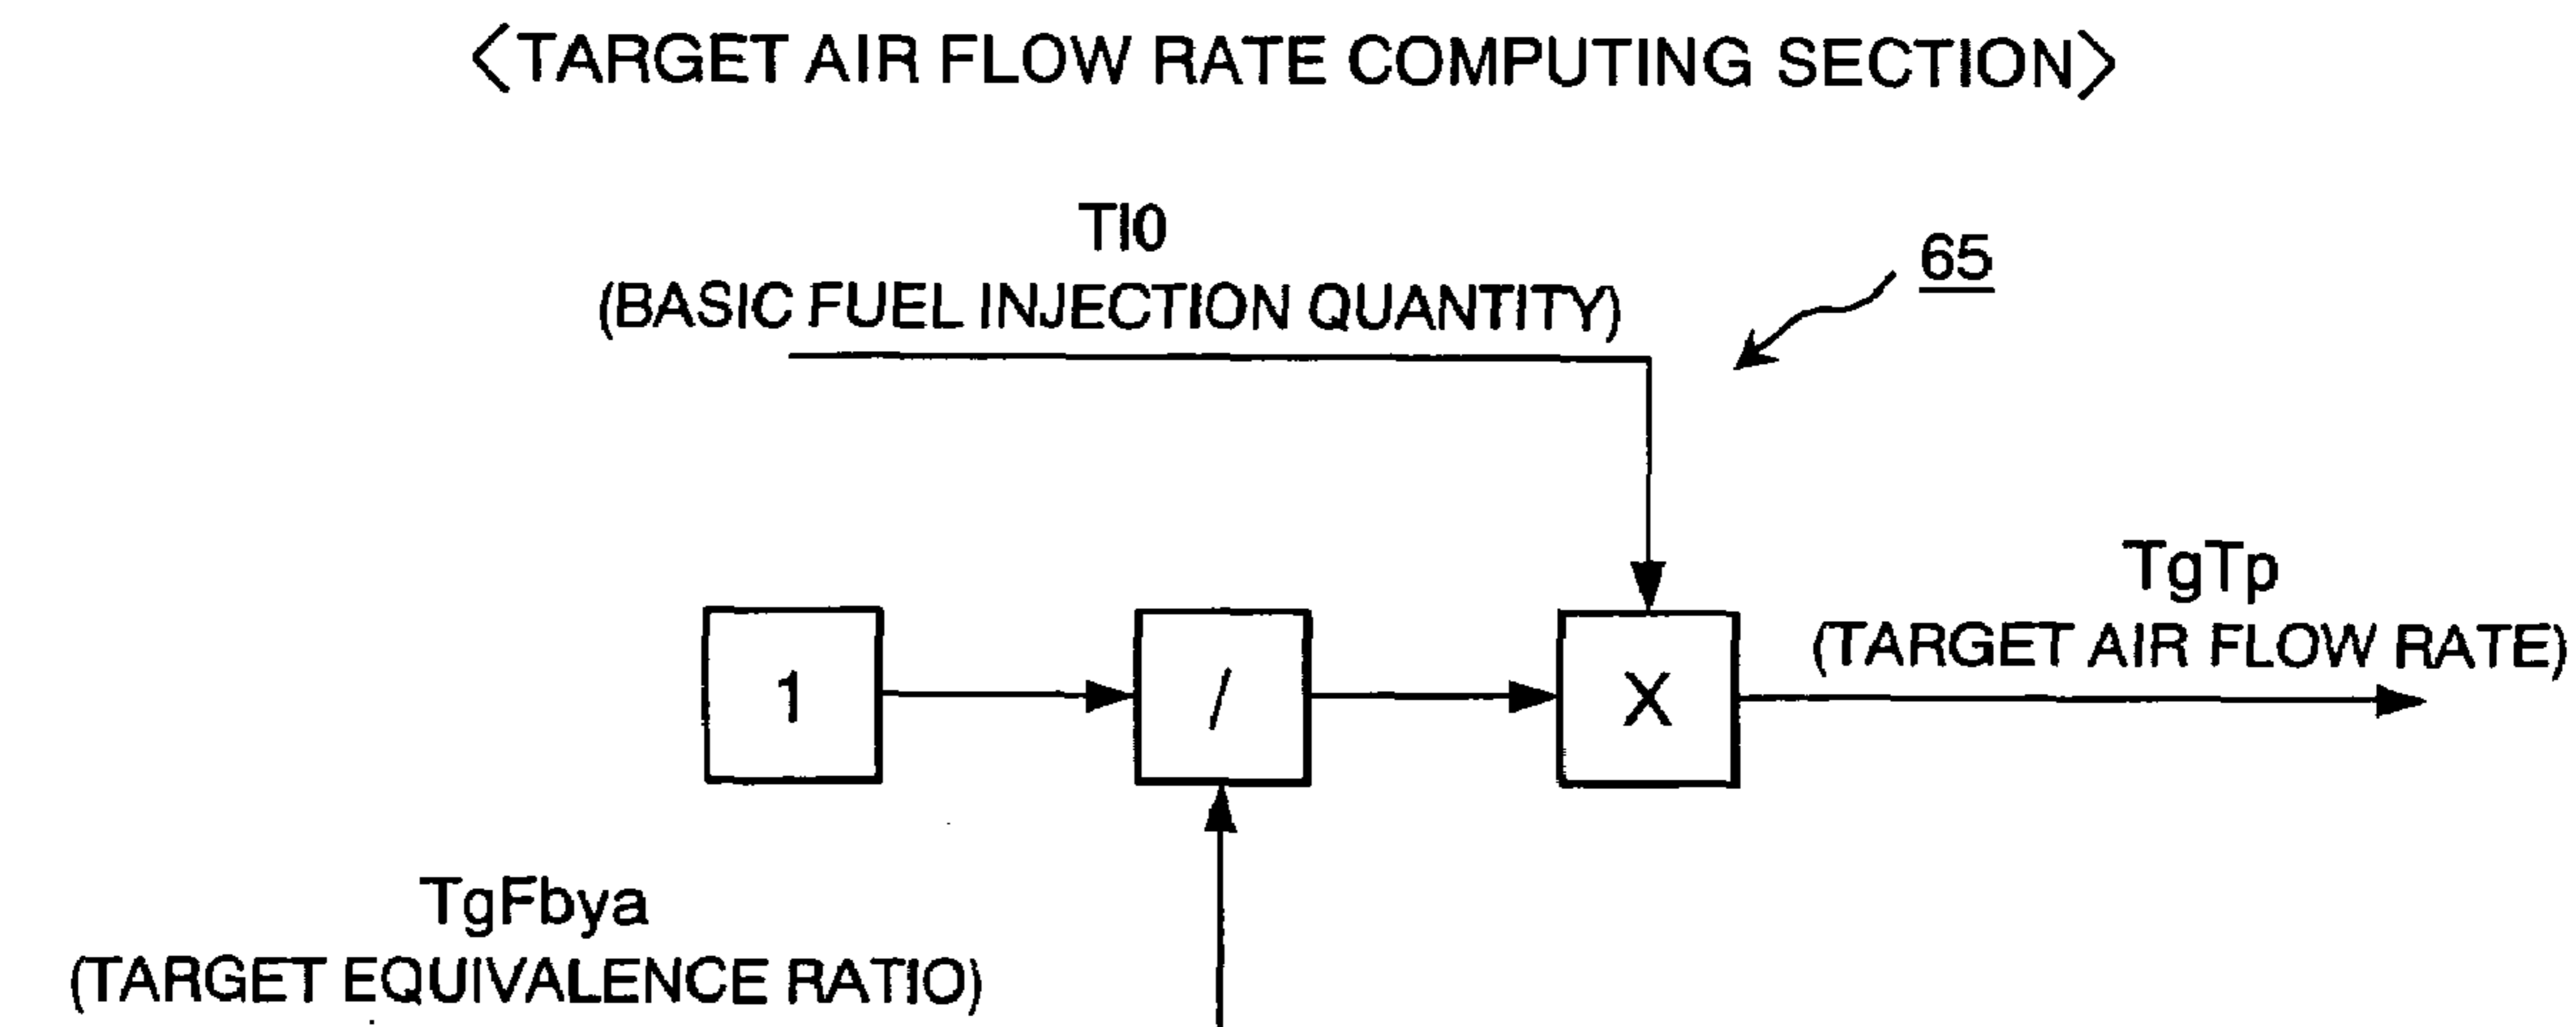 <TARGET AIR FLOW RATE COMPUTING SECTION>
TI0
(BASIC FUEL INJECTION QUANTITY)
65
TgTp
(TARGET AIR FLOW RATE)
1
/
X
TgFbya
(TARGET EQUIVALENCE RATIO)